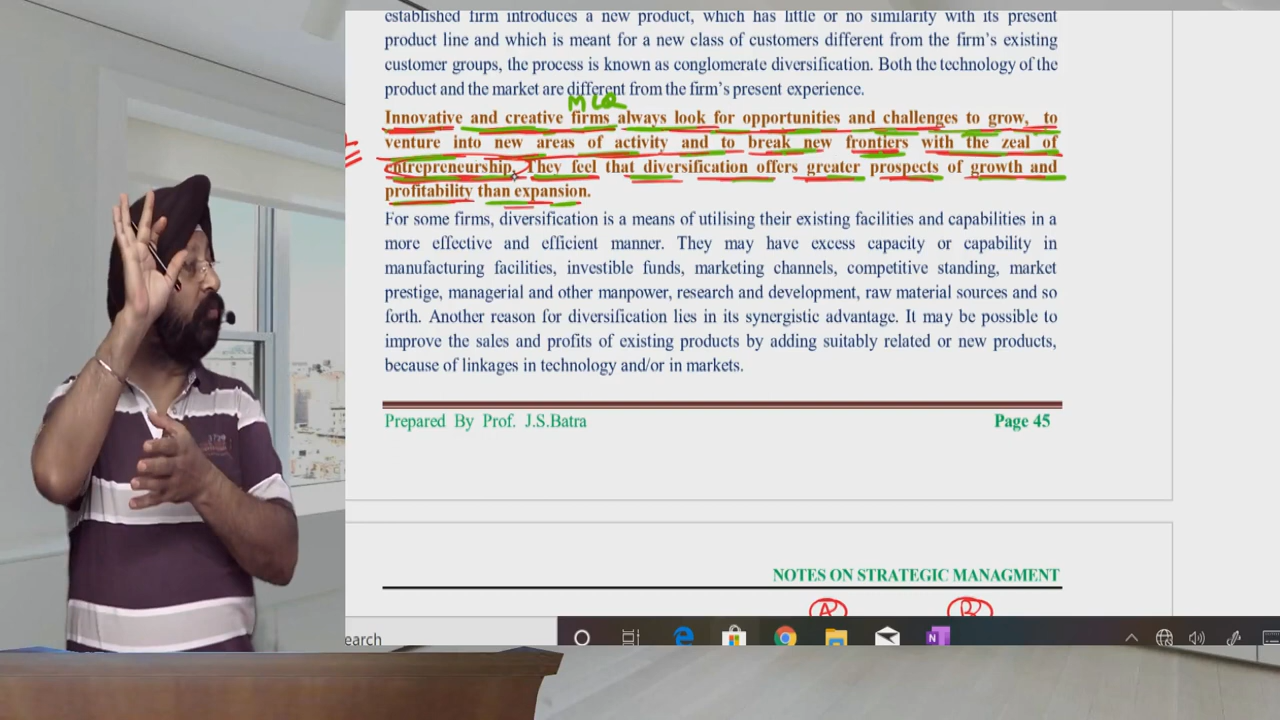 established firm introduces a new product, which has little or no similarity with its present
product line and which is meant for a new class of customers different from the firm's existing
customer groups, the process is known as conglomerate diversification. Both the technology of the
product and the market are different from the firm's present experience.
MCQ
Innovative and creative firms always look for opportunities and challenges to grow, to
venture into new areas of activity and to break new frontiers with the zeal of
entrepreneurship. They feel that diversification offers greater prospects of growth and
profitability than expansion.
For some firms, diversification is a means of utilising their existing facilities and capabilities in a
more effective and efficient manner. They may have excess capacity or capability in
manufacturing facilities, investible funds, marketing channels, competitive standing, market
prestige, managerial and other manpower, research and development, raw material sources and so
forth. Another reason for diversification lies in its synergistic advantage. It may be possible to
improve the sales and profits of existing products by adding suitably related or new products,
because of linkages in technology and/or in markets.
Prepared By Prof. J.S.Batra Page 45
NOTES ON STRATEGIC MANAGMENT
A B
earch